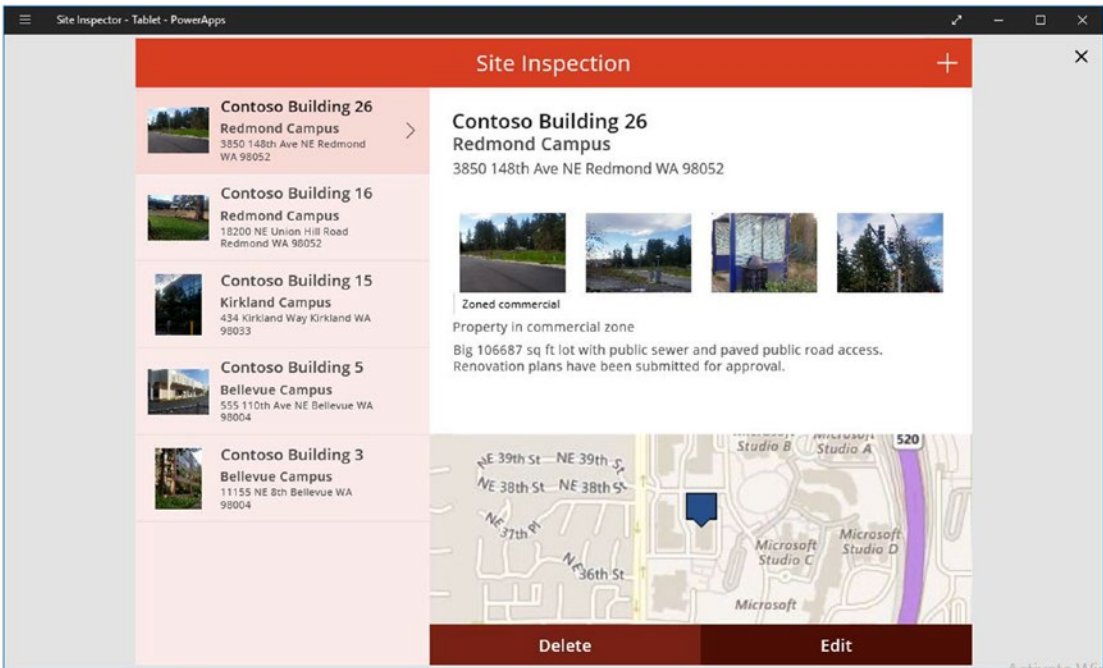 Site Inspector - Tablet - PowerApps
Site Inspection
Contoso Building 26
Redmond Campus
3850 148th Ave NE Redmond
WA 98052
Contoso Building 16
Redmond Campus
18200 NE Union Hill Road
Redmond WA 98052
Contoso Building 15
Kirkland Campus
434 Kirkland Way Kirkland WA
98033
Contoso Building 5
Bellevue Campus
555 110th Ave NE Bellevue WA
98004
Contoso Building 3
Bellevue Campus
11155 NE 8th Bellevue WA
98004
Contoso Building 26
Redmond Campus
3850 148th Ave NE Redmond WA 98052
Zoned commercial
Property in commercial zone
Big 106687 sq ft lot with public sewer and paved public road access.
Renovation plans have been submitted for approval.
NE 39th St NE 39th St
NE 38th St NE 38th St
NE 37th Pl
NE 36th St
Microsoft
Studio B
Microsoft
Studio A
520
Microsoft
Studio C
Microsoft
Studio D
Microsoft
Delete
Edit